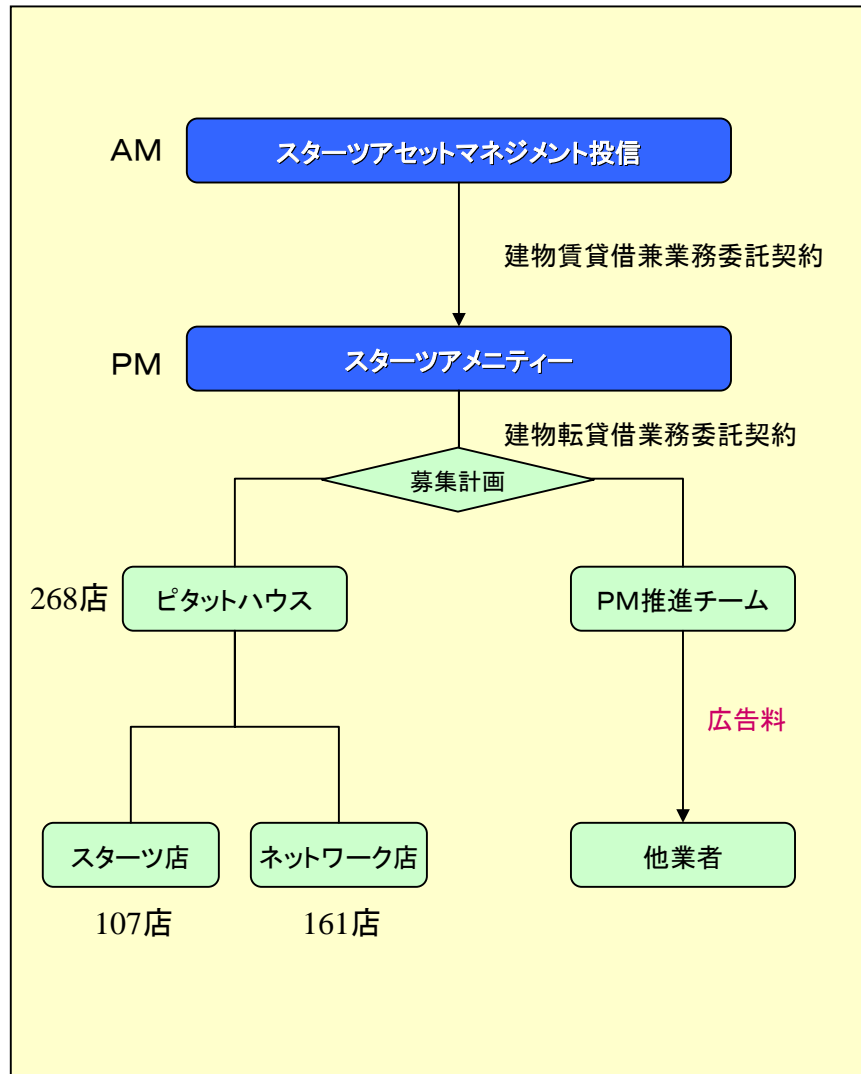 AM
スターツアセットマネジメント投信
建物賃貸借兼業務委託契約
PM
スターツアメニティー
建物転貸借業務委託契約
募集計画
268店
ピタットハウス
PM推進チーム
広告料
スターツ店
ネットワーク店
他業者
107店
161店